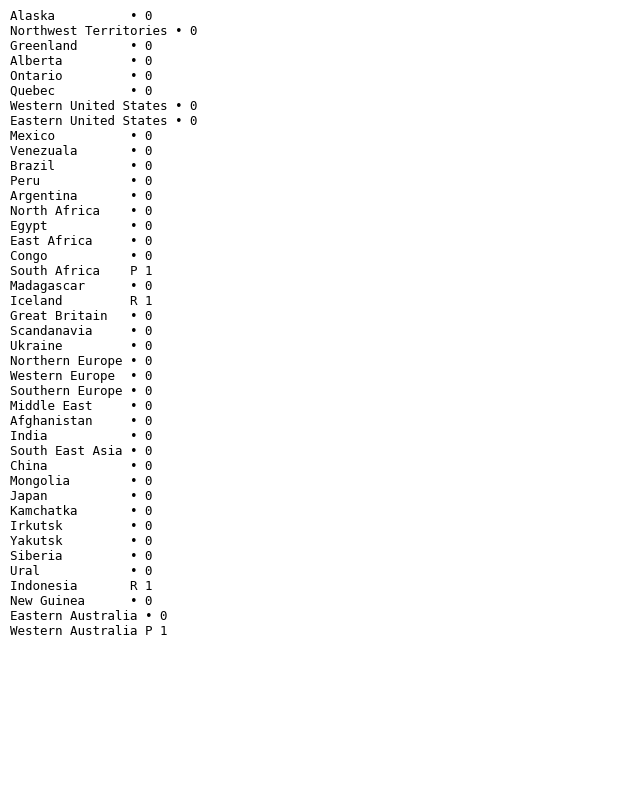 Alaska          • 0
Northwest Territories • 0
Greenland       • 0
Alberta         • 0
Ontario         • 0
Quebec          • 0
Western United States • 0
Eastern United States • 0
Mexico          • 0
Venezuala       • 0
Brazil          • 0
Peru            • 0
Argentina       • 0
North Africa    • 0
Egypt           • 0
East Africa     • 0
Congo           • 0
South Africa    P 1
Madagascar      • 0
Iceland         R 1
Great Britain   • 0
Scandanavia     • 0
Ukraine         • 0
Northern Europe • 0
Western Europe  • 0
Southern Europe • 0
Middle East     • 0
Afghanistan     • 0
India           • 0
South East Asia • 0
China           • 0
Mongolia        • 0
Japan           • 0
Kamchatka       • 0
Irkutsk         • 0
Yakutsk         • 0
Siberia         • 0
Ural            • 0
Indonesia       R 1
New Guinea      • 0
Eastern Australia • 0
Western Australia P 1